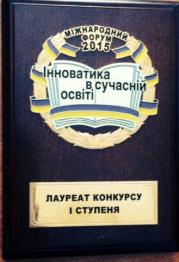 МІЖНАРОДНИЙ
ФОРУМ
2015
Інноватика
в сучасній
освіті
ЛАУРЕАТ КОНКУРСУ
І СТУПЕНЯ